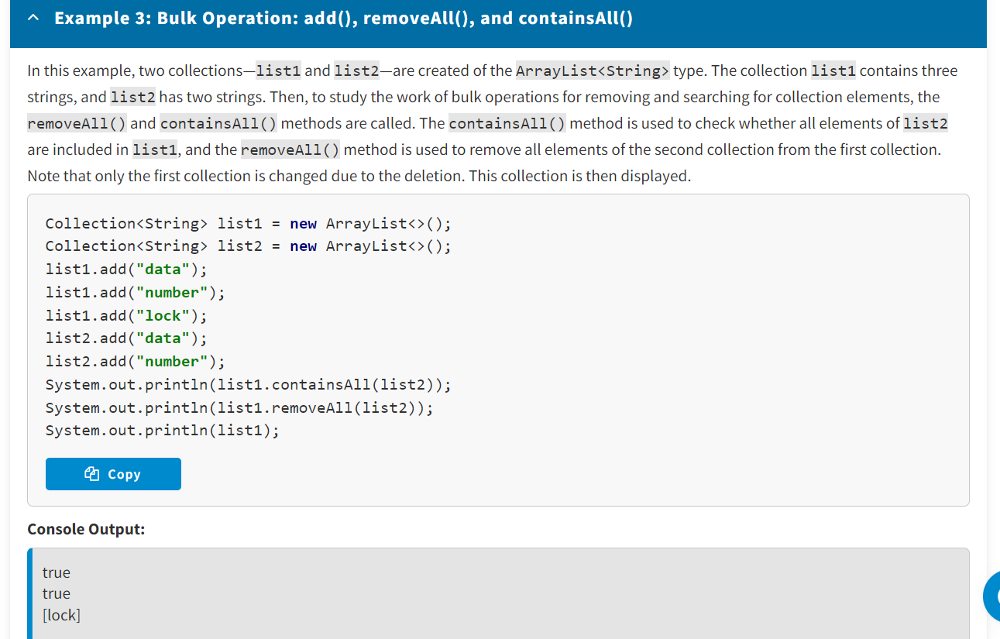 Example 3: Bulk Operation: add(), removeAll(), and containsAll()
In this example, two collections—list1 and list2—are created of the ArrayList<String> type. The collection list1 contains three
strings, and list2 has two strings. Then, to study the work of bulk operations for removing and searching for collection elements, the
removeAll() and containsAll() methods are called. The containsAll() method is used to check whether all elements of list2
are included in list1, and the removeAll() method is used to remove all elements of the second collection from the first collection.
Note that only the first collection is changed due to the deletion. This collection is then displayed.
Collection<String> list1 = new ArrayList<>();
Collection<String> list2 = new ArrayList<>();
list1.add("data");
list1.add("number");
list1.add("lock");
list2.add("data");
list2.add("number");
System.out.println(list1.containsAll(list2));
System.out.println(list1.removeAll(list2));
System.out.println(list1);
Copy
Console Output:
true
true
[lock]